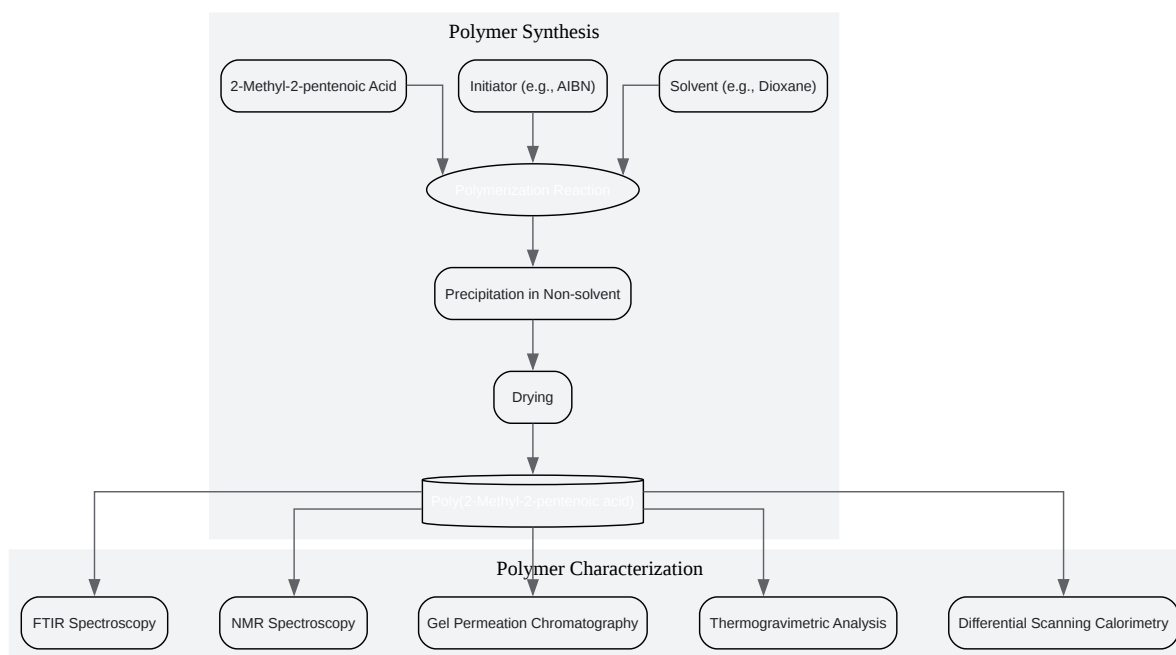 Polymer Synthesis
2-Methyl-2-pentenoic Acid
Initiator (e.g., AIBN)
Solvent (e.g., Dioxane)
Polymerization Reaction
Precipitation in Non-solvent
Drying
Poly(2-Methyl-2-pentenoic acid)
Polymer Characterization
FTIR Spectroscopy
NMR Spectroscopy
Gel Permeation Chromatography
Thermogravimetric Analysis
Differential Scanning Calorimetry